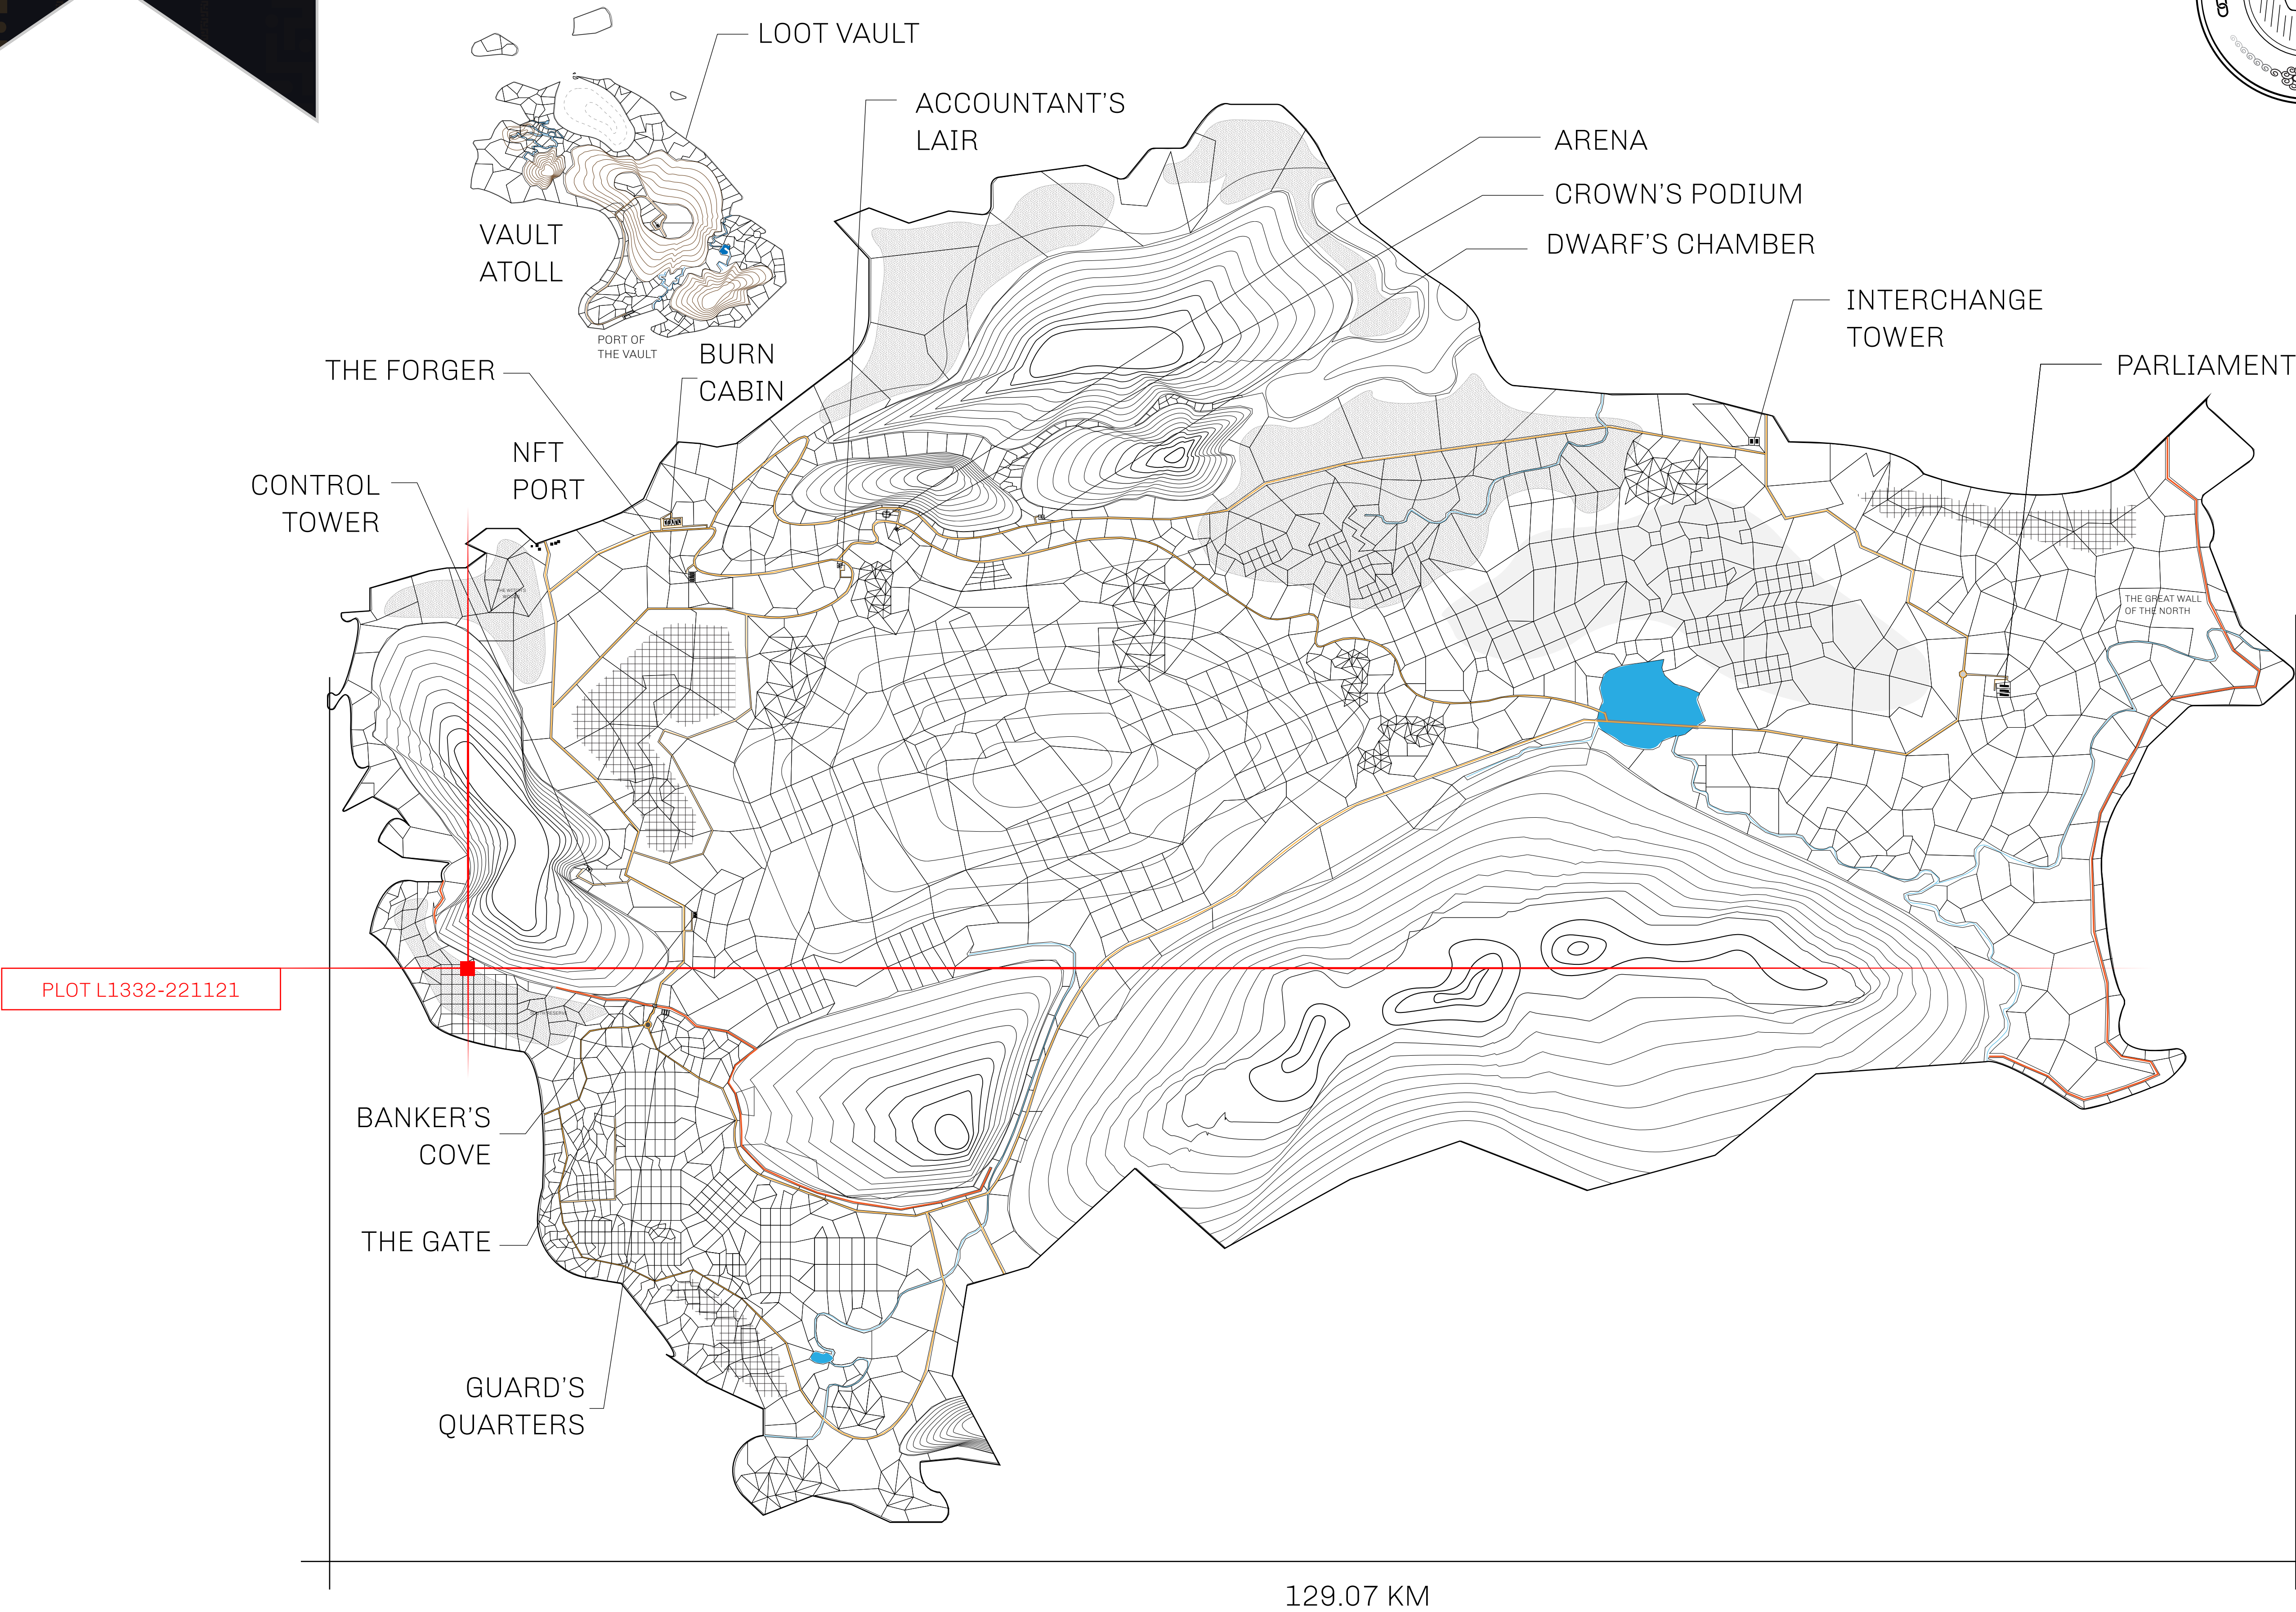 LOOT VAULT
ACCOUNTANT'S
LAIR
ARENA
CROWN'S PODIUM
DWARF'S CHAMBER
VAULT
ATOLL
INTERCHANGE
TOWER
PORT OF
THE VAULT
BURN
CABIN
THE FORGER
PARLIAMENT
NFT
PORT
CONTROL
TOWER
THE GREAT WALL
OF THE NORTH
PLOT L1332-221121
BANKER'S
COVE
THE GATE
GUARD'S
QUARTERS
129.07 KM